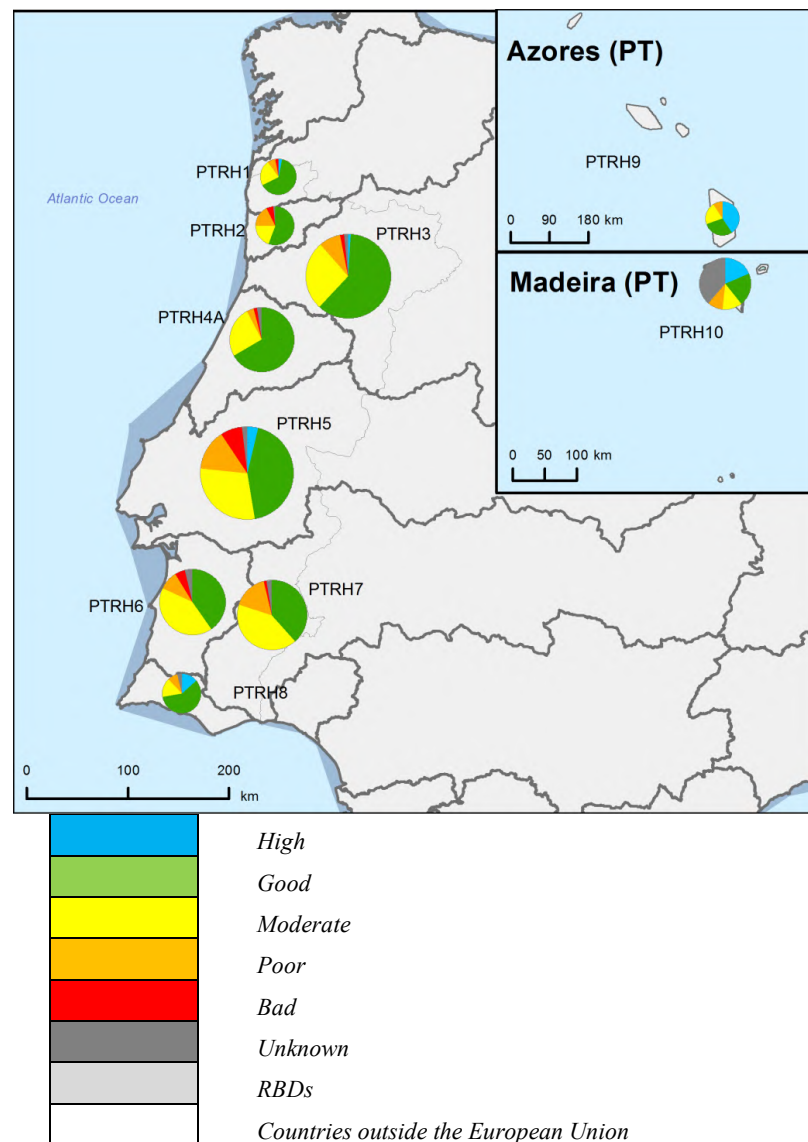 Azores (PT)
PTRH9
0 90 180 km
Madeira (PT)
PTRH10
0 50 100 km
Atlantic Ocean
PTRH1
PTRH2
PTRH3
PTRH4A
PTRH5
PTRH6
PTRH7
PTRH8
0 100 200
km
High
Good
Moderate
Poor
Bad
Unknown
RBDs
Countries outside the European Union